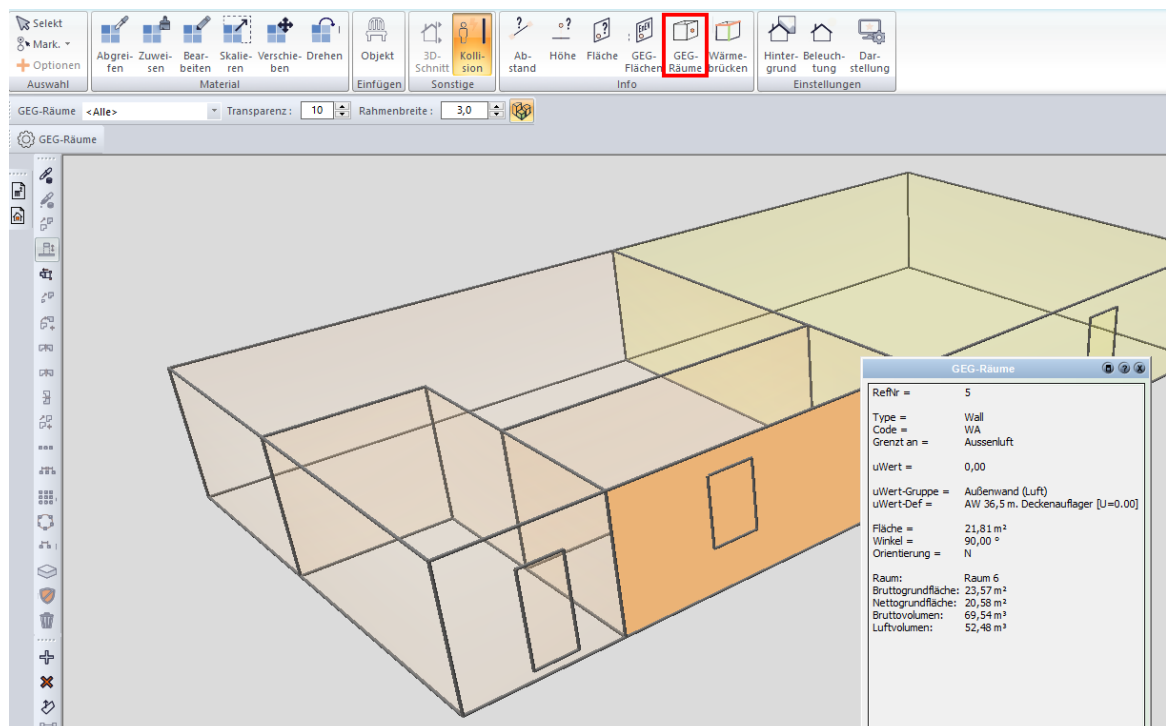 Selekt
Mark.
Optionen
Auswahl
Abgrei-
fen
Zuwei-
sen
Bear-
beiten
Skalie-
ren
Verschie-
ben
Drehen
Material
Objekt
Einfügen
3D-
Schnitt
Kolli-
sion
Sonstige
Ab-
stand
Höhe
Fläche
GEG-
Flächen
GEG-
Räume
Wärme-
brücken
Info
Hinter-
grund
Beleuch-
tung
Dar-
stellung
Einstellungen
GEG-Räume <Alle> Transparenz : 10 Rahmenbreite : 3,0
GEG-Räume
GEG-Räume
RefNr = 5
Type = Wall
Code = WA
Grenzt an = Aussenluft
uWert = 0,00
uWert-Gruppe = Außenwand (Luft)
uWert-Def = AW 36,5 m. Deckenauflager [U=0.00]
Fläche = 21,81 m²
Winkel = 90,00 °
Orientierung = N
Raum: Raum 6
Bruttogrundfläche: 23,57 m²
Nettogrundfläche: 20,58 m²
Bruttovolumen: 69,54 m³
Luftvolumen: 52,48 m³